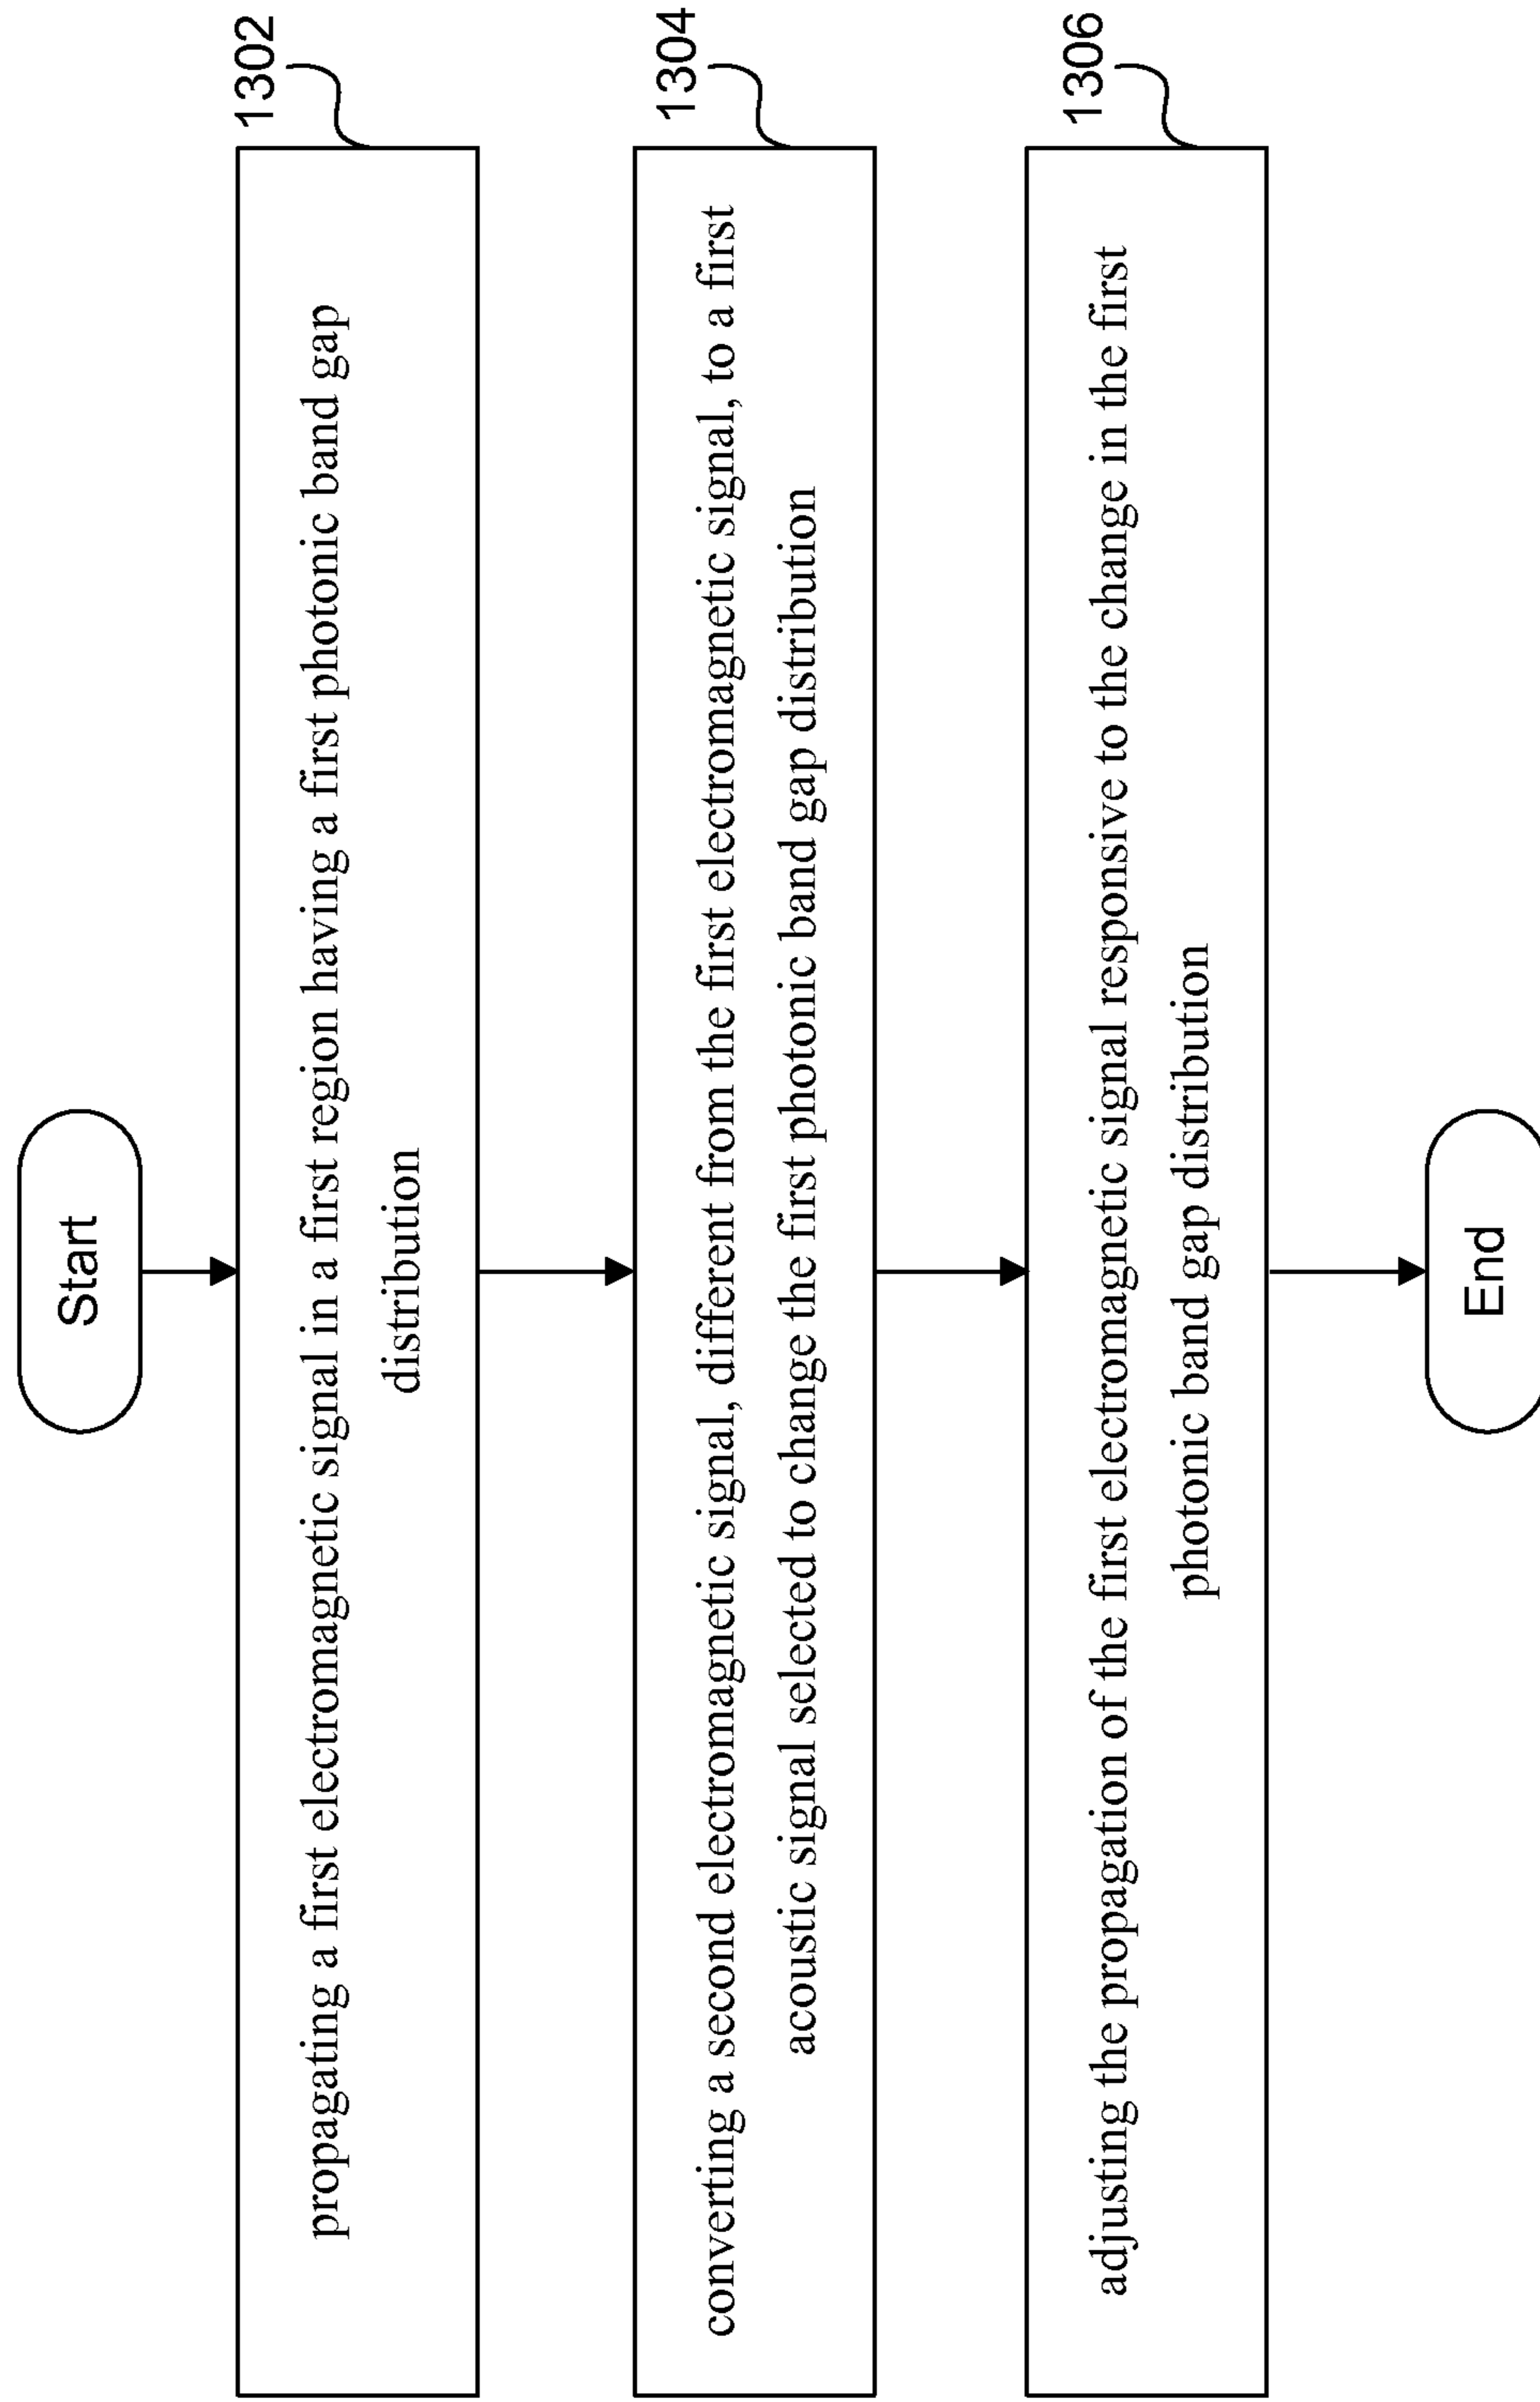 Start
1302
propagating a first electromagnetic signal in a first region having a first photonic band gap
distribution
1304
converting a second electromagnetic signal, different from the first electromagnetic signal, to a first
acoustic signal selected to change the first photonic band gap distribution
1306
adjusting the propagation of the first electromagnetic signal responsive to the change in the first
photonic band gap distribution
End